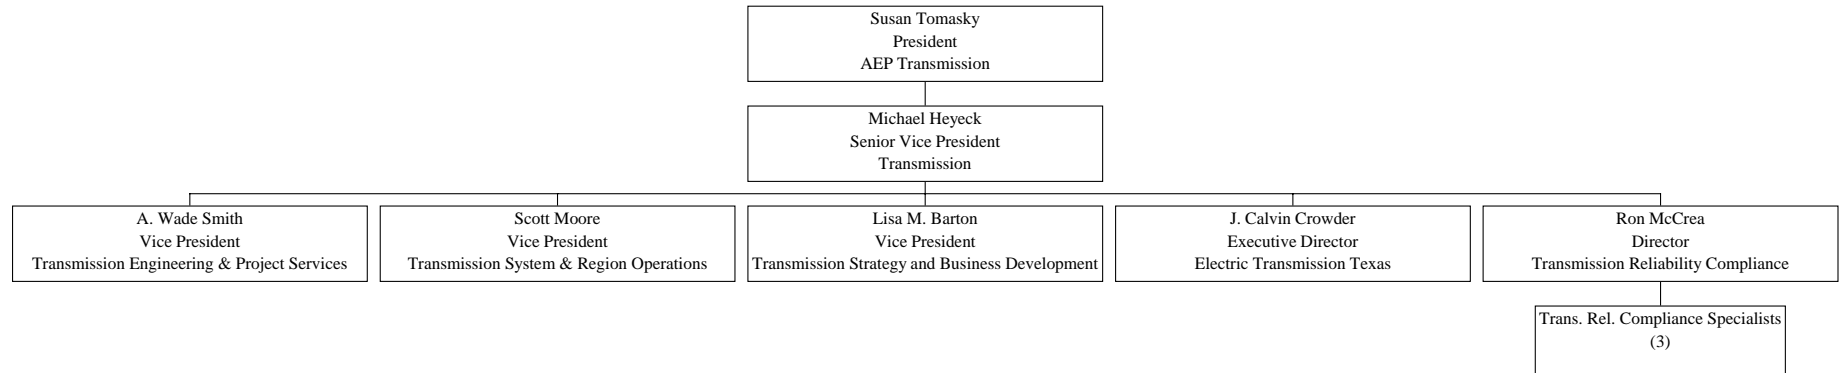 Susan Tomasky
President
AEP Transmission
Michael Heyeck
Senior Vice President
Transmission
A. Wade Smith
Vice President
Transmission Engineering & Project Services
Scott Moore
Vice President
Transmission System & Region Operations
Lisa M. Barton
Vice President
Transmission Strategy and Business Development
J. Calvin Crowder
Executive Director
Electric Transmission Texas
Ron McCrea
Director
Transmission Reliability Compliance
Trans. Rel. Compliance Specialists
(3)